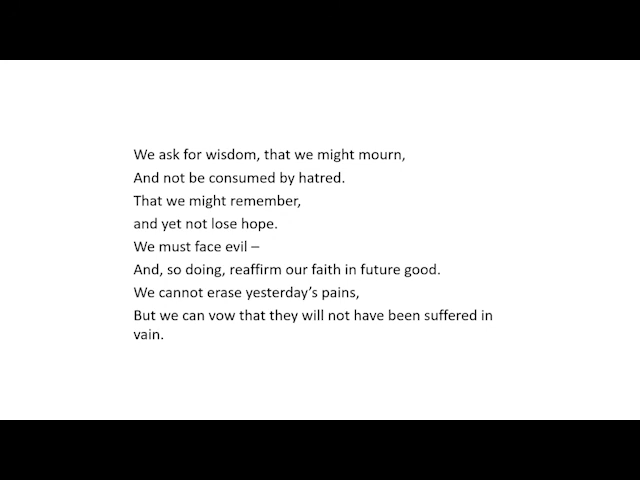 We ask for wisdom, that we might mourn,
And not be consumed by hatred.
That we might remember,
and yet not lose hope.
We must face evil –
And, so doing, reaffirm our faith in future good.
We cannot erase yesterday’s pains,
But we can vow that they will not have been suffered in
vain.